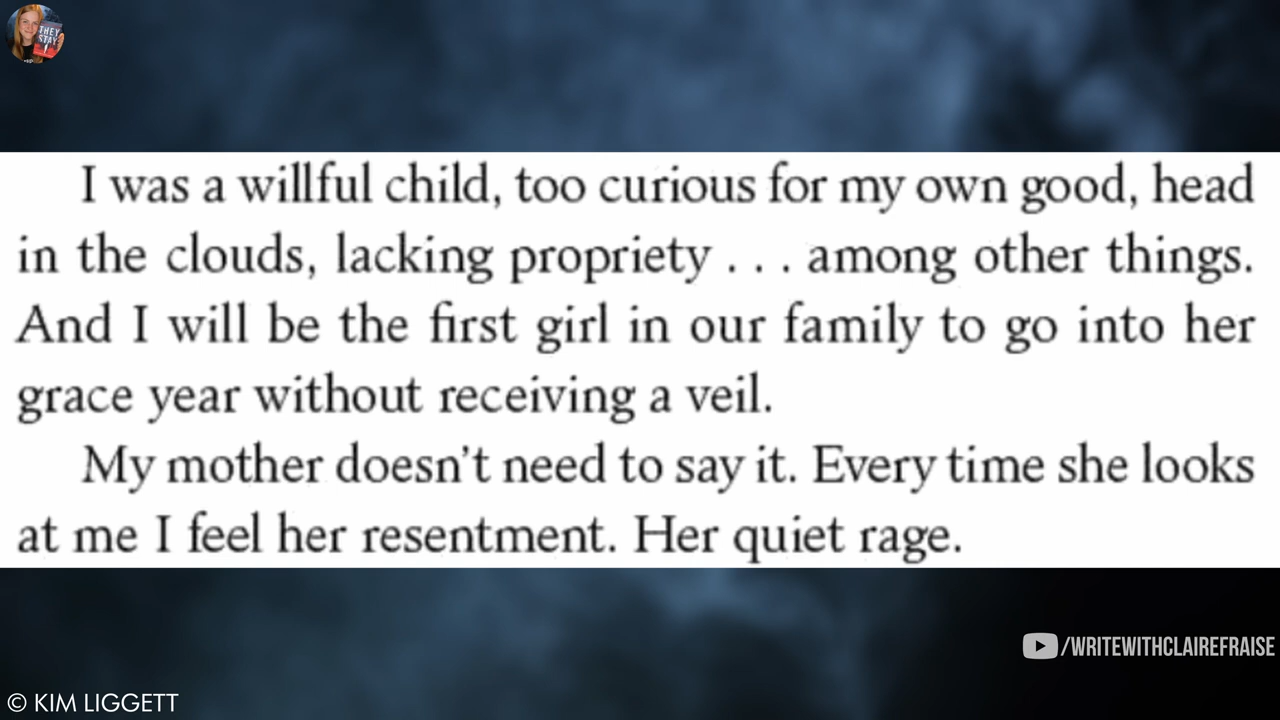 THEY
STAY
I was a willful child, too curious for my own good, head
in the clouds, lacking propriety . . . among other things.
And I will be the first girl in our family to go into her
grace year without receiving a veil.
My mother doesn't need to say it. Every time she looks
at me I feel her resentment. Her quiet rage.
/WRITEWITHCLAIREFRAISE
© KIM LIGGETT